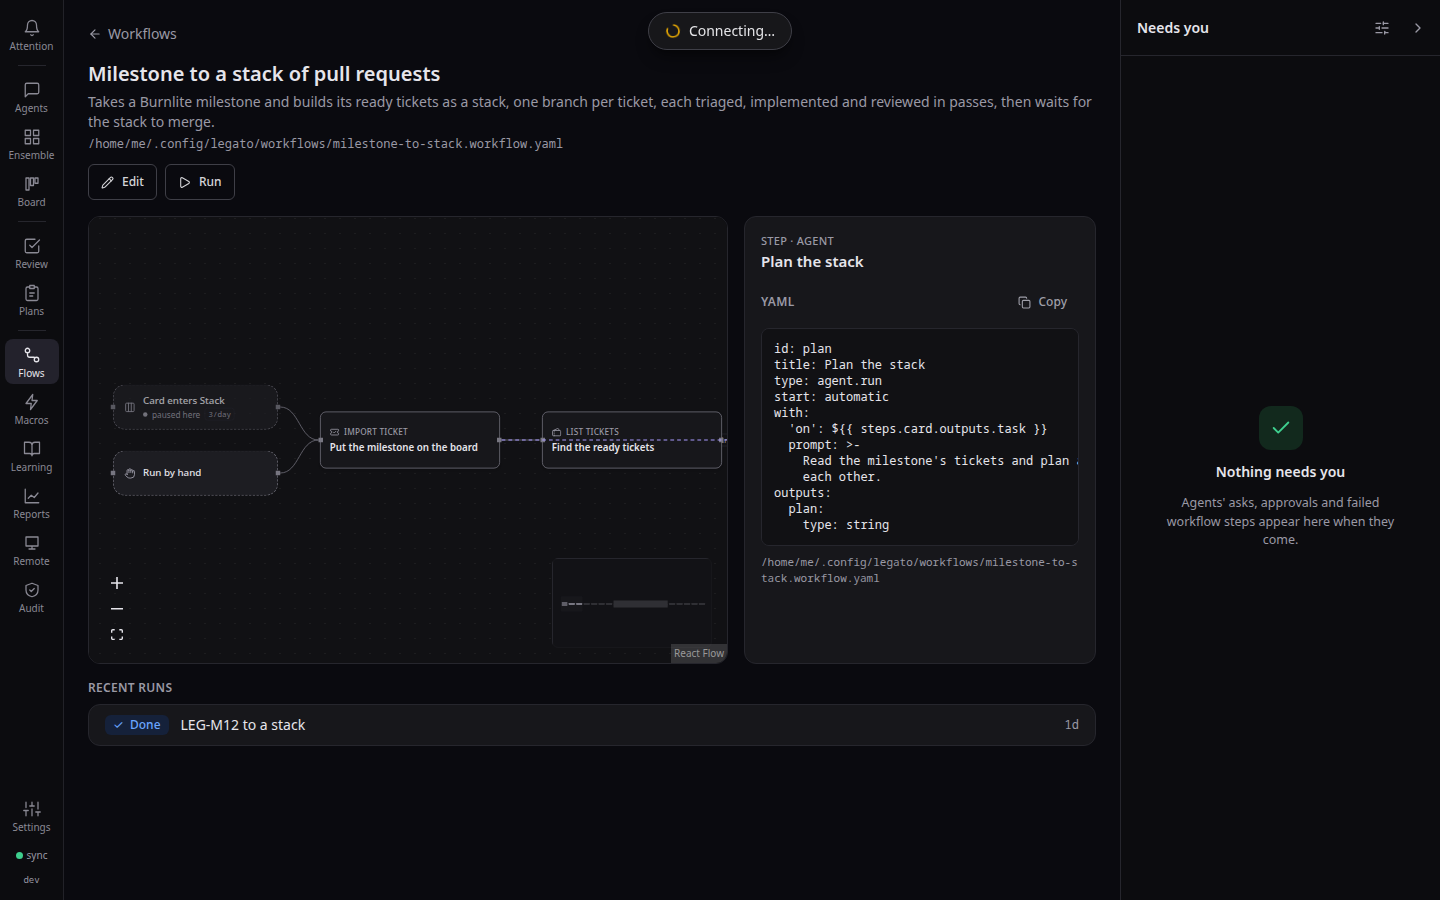 Attention
Agents
Ensemble
Board
Review
Plans
Flows
Macros
Learning
Reports
Remote
Audit
Settings
sync
dev
Workflows
Connecting...
Milestone to a stack of pull requests
Takes a Burnlite milestone and builds its ready tickets as a stack, one branch per ticket, each triaged, implemented and reviewed in passes, then waits for
the stack to merge.
/home/me/.config/legato/workflows/milestone-to-stack.workflow.yaml
Edit
Run
Card enters Stack
paused here 3/day
Run by hand
IMPORT TICKET
Put the milestone on the board
LIST TICKETS
Find the ready tickets
React Flow
STEP · AGENT
Plan the stack
YAML
Copy
id: plan
title: Plan the stack
type: agent.run
start: automatic
with:
'on': ${{ steps.card.outputs.task }}
prompt: >-
Read the milestone's tickets and plan
each other.
outputs:
plan:
type: string
/home/me/.config/legato/workflows/milestone-to-s
tack.workflow.yaml
RECENT RUNS
Done
LEG-M12 to a stack
1d
Needs you
Nothing needs you
Agents' asks, approvals and failed
workflow steps appear here when they
come.